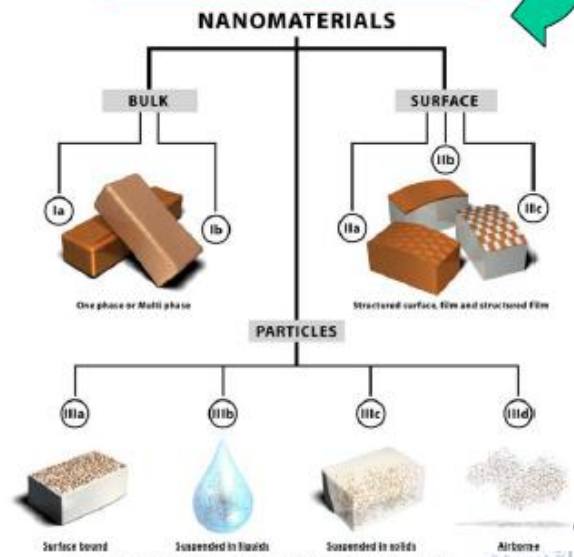 NANOMATERIALS
BULK
SURFACE
IIb
Ia
Ib
IIa
IIc
One phase or Multi phase
Structured surface, film and structured film
PARTICLES
IIIa
IIIb
IIIc
IIId
Surface bound
Suspended in liquids
Suspended in solids
Airborne